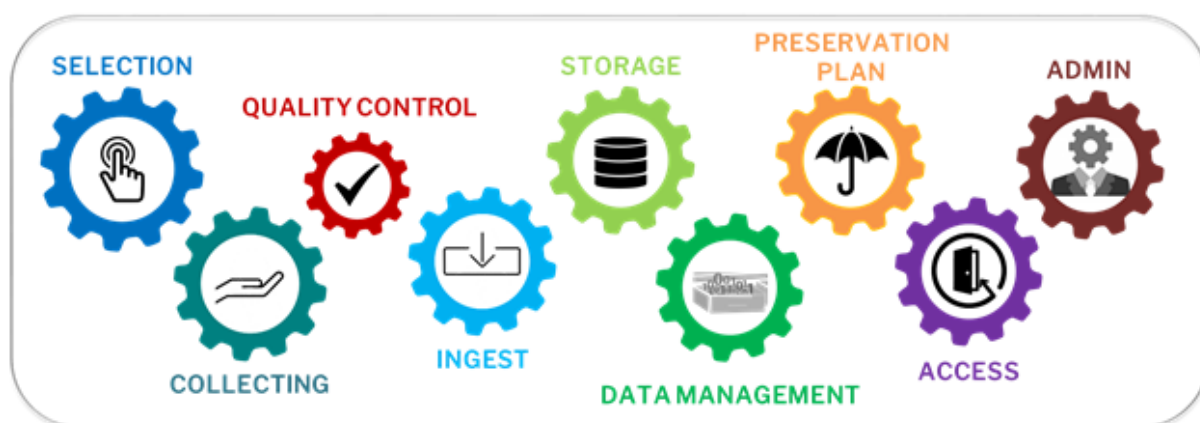 SELECTION
COLLECTING
QUALITY CONTROL
INGEST
STORAGE
DATA MANAGEMENT
PRESERVATION
PLAN
ACCESS
ADMIN